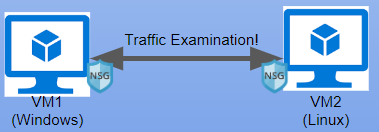 Traffic Examination!
NSG
NSG
VM1
(Windows)
VM2
(Linux)